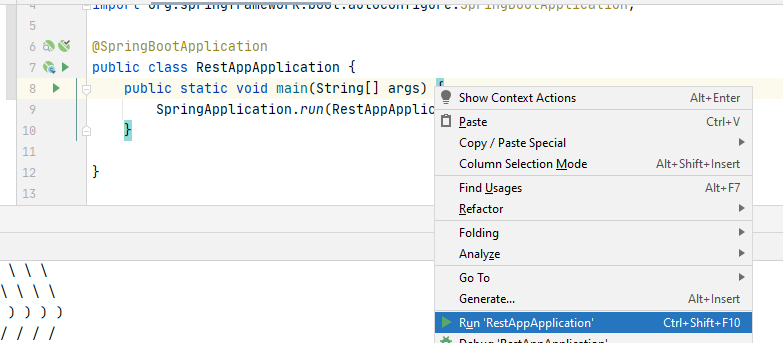 4 import org.springframework.boot.autoconfigure.SpringBootApplication;
5
6 @SpringBootApplication
7 public class RestAppApplication {
8 public static void main(String[] args) {
9 SpringApplication.run(RestAppApplic
10 }
11
12 }
13
Show Context Actions Alt+Enter
Paste Ctrl+V
Copy / Paste Special
Column Selection Mode Alt+Shift+Insert
Find Usages Alt+F7
Refactor
Folding
Analyze
Go To
Generate... Alt+Insert
Run 'RestAppApplication' Ctrl+Shift+F10
Debug 'RestAppApplication'
\ \ \
\ \ \ \
) ) ) )
/ / / /